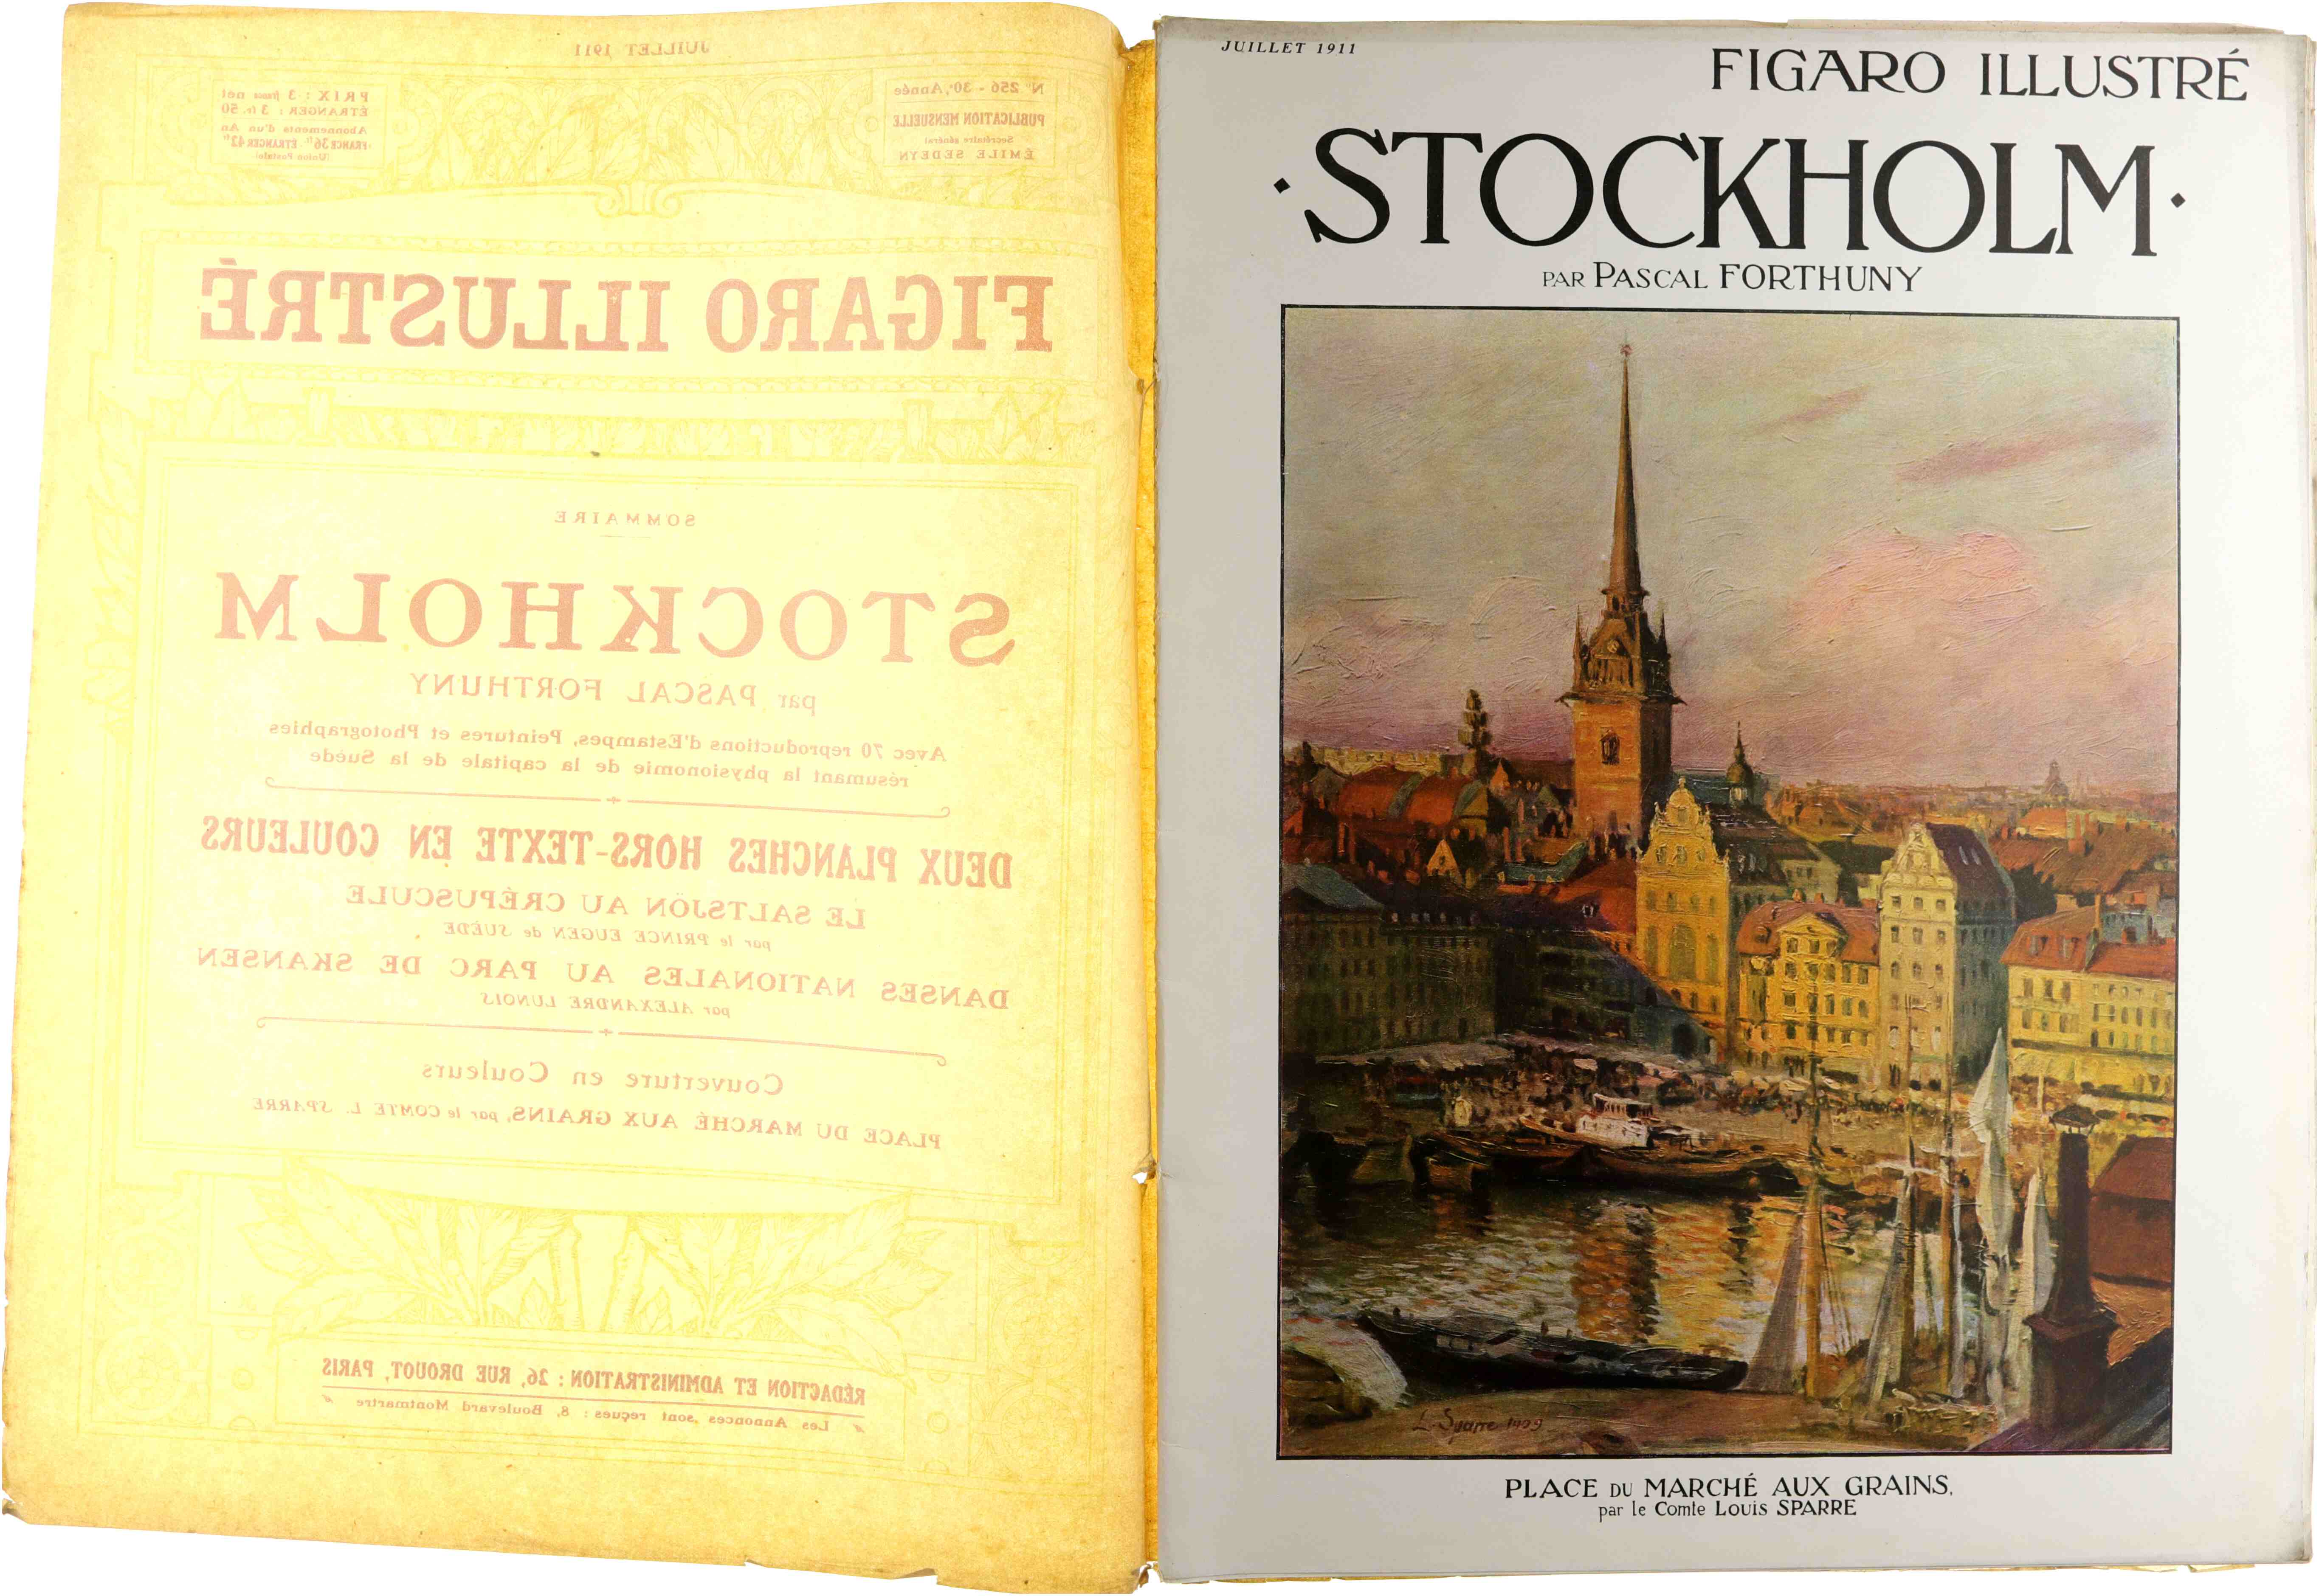 JUILLET 1911
PRIX : 3 francs net
ÉTRANGER : 3 fr. 50
Abonnements d'un An
FRANCE 36 fr. ÉTRANGER 42 fr.
(Union Postale)
N° 256 - 30e Année
PUBLICATION MENSUELLE
Secrétaire général
ÉMILE SEDEYN
FIGARO ILLUSTRÉ
SOMMAIRE
STOCKHOLM
par PASCAL FORTHUNY
Avec 70 reproductions d'Estampes, Peintures et Photographies
résumant la physionomie de la capitale de la Suède
DEUX PLANCHES HORS-TEXTE EN COULEURS
LE SALTSJÖN AU CRÉPUSCULE
par le PRINCE EUGEN de SUÈDE
DANSES NATIONALES AU PARC DE SKANSEN
par ALEXANDRE LUNOIS
Couverture en Couleurs
PLACE DU MARCHÉ AUX GRAINS, par le COMTE L. SPARRE
RÉDACTION ET ADMINISTRATION : 26, RUE DROUOT, PARIS
Les Annonces sont reçues : 8, Boulevard Montmartre
JUILLET 1911
FIGARO ILLUSTRÉ
·STOCKHOLM·
PAR PASCAL FORTHUNY
L. Sparre 1909
PLACE DU MARCHÉ AUX GRAINS,
par le Comte LOUIS SPARRE